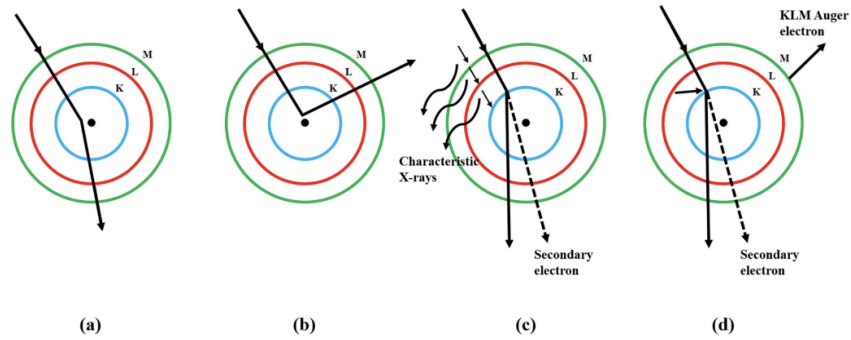 M
L
K
(a)
M
L
K
(b)
M
L
K
Characteristic
X-rays
Secondary
electron
(c)
KLM Auger
electron
M
L
K
Secondary
electron
(d)